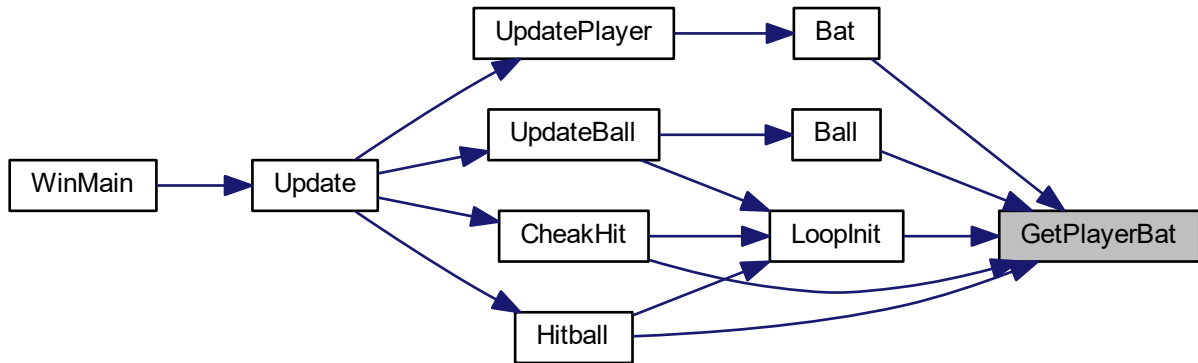 UpdatePlayer
Bat
UpdateBall
Ball
WinMain
Update
CheakHit
LoopInit
GetPlayerBat
Hitball